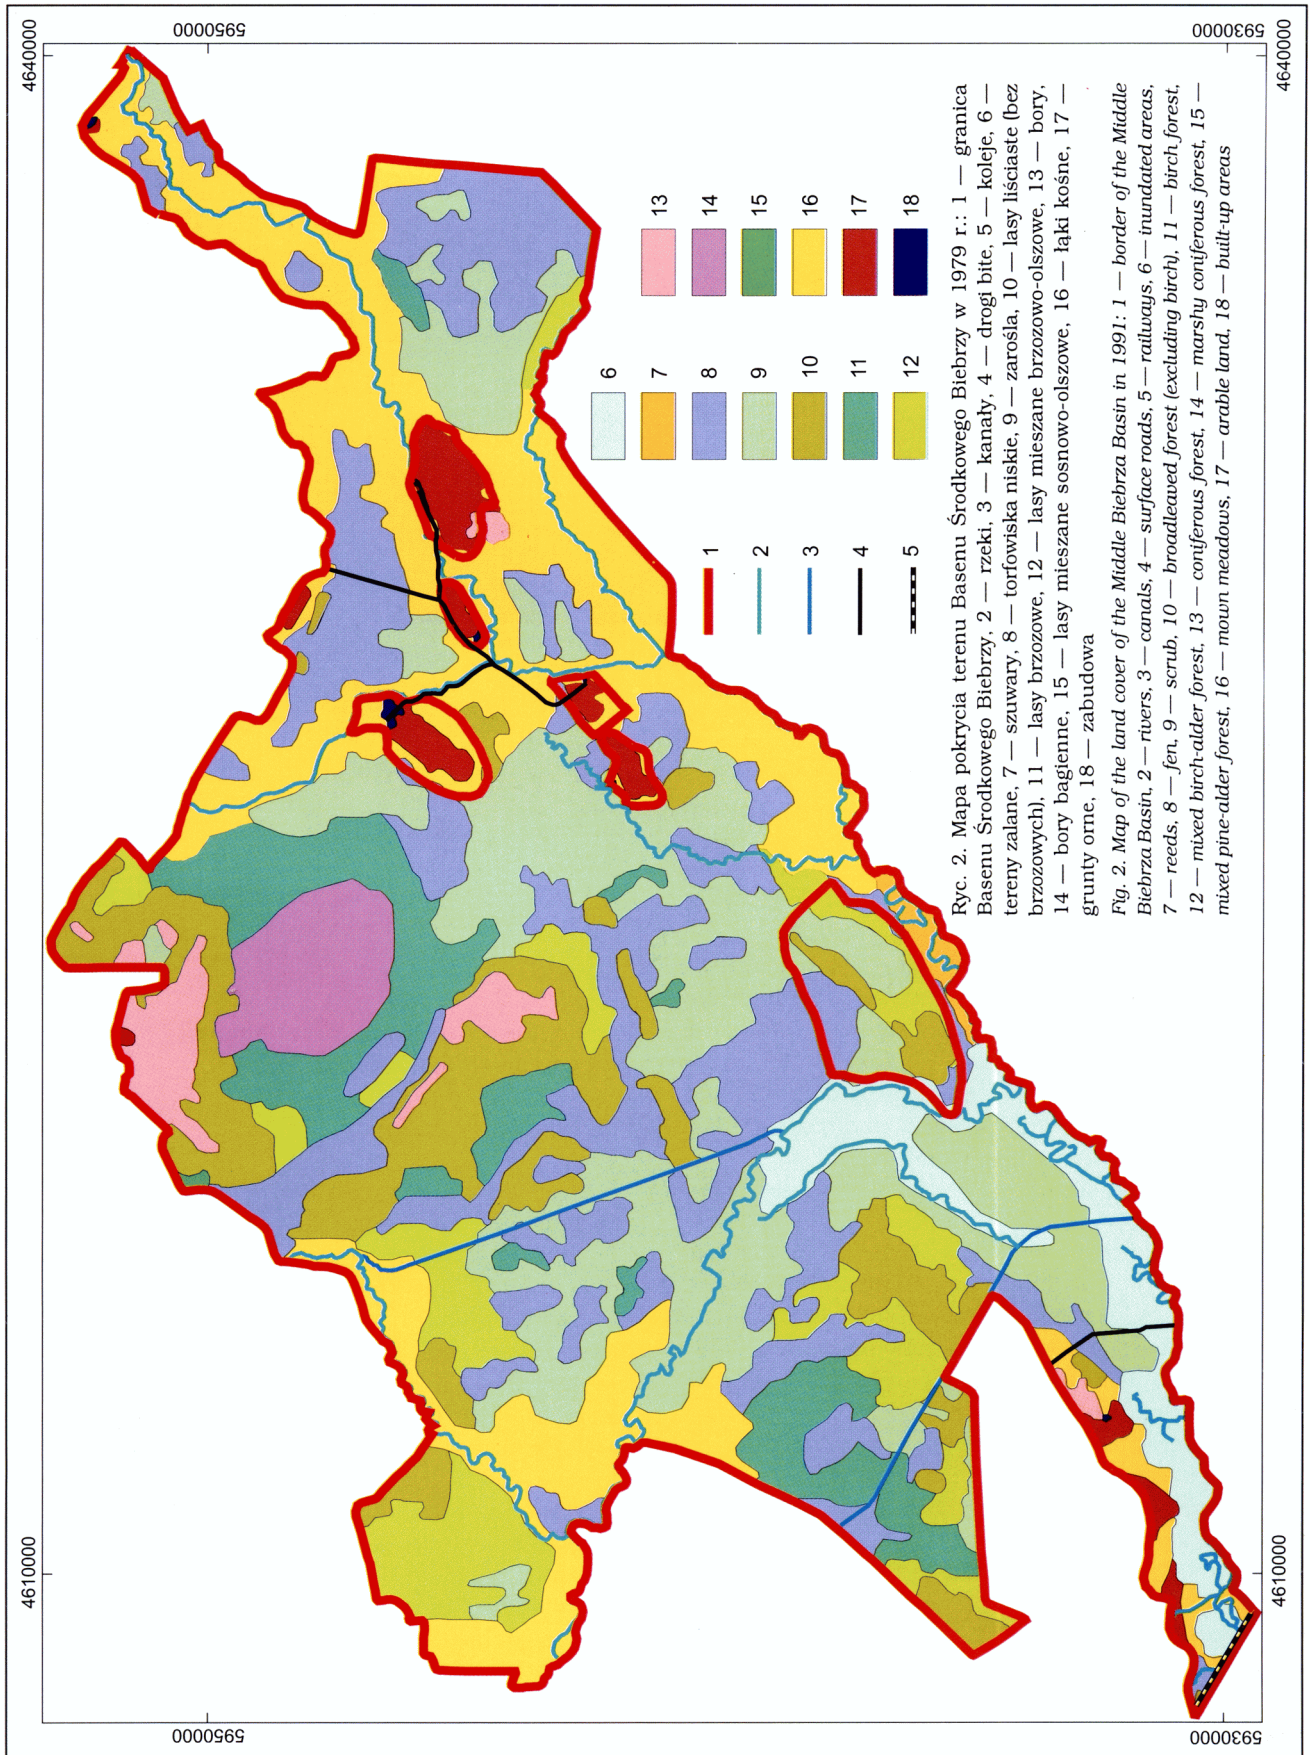 4610000
4640000
5950000
5950000
5930000
5930000
4610000
4640000
1
2
3
4
5
6
7
8
9
10
11
12
13
14
15
16
17
18
Ryc. 2. Mapa pokrycia terenu Basenu Środkowego Biebrzy w 1979 r.: 1 — granica
Basenu Środkowego Biebrzy, 2 — rzeki, 3 — kanały, 4 — drogi bite, 5 — koleje, 6 —
tereny zalane, 7 — szuwary, 8 — torfowiska niskie, 9 — zarośla, 10 — lasy liściaste (bez
brzozowych), 11 — lasy brzozowe, 12 — lasy mieszane brzozowo-olszowe, 13 — bory,
14 — bory bagienne, 15 — lasy mieszane sosnowo-olszowe, 16 — łąki kośne, 17 —
grunty orne, 18 — zabudowa
Fig. 2. Map of the land cover of the Middle Biebrza Basin in 1991: 1 — border of the Middle
Biebrza Basin, 2 — rivers, 3 — canals, 4 — surface roads, 5 — railways, 6 — inundated areas,
7 — reeds, 8 — fen, 9 — scrub, 10 — broadleaved forest (excluding birch), 11 — birch forest,
12 — mixed birch-alder forest, 13 — coniferous forest, 14 — marshy coniferous forest, 15 —
mixed pine-alder forest, 16 — mown meadows, 17 — arable land, 18 — built-up areas